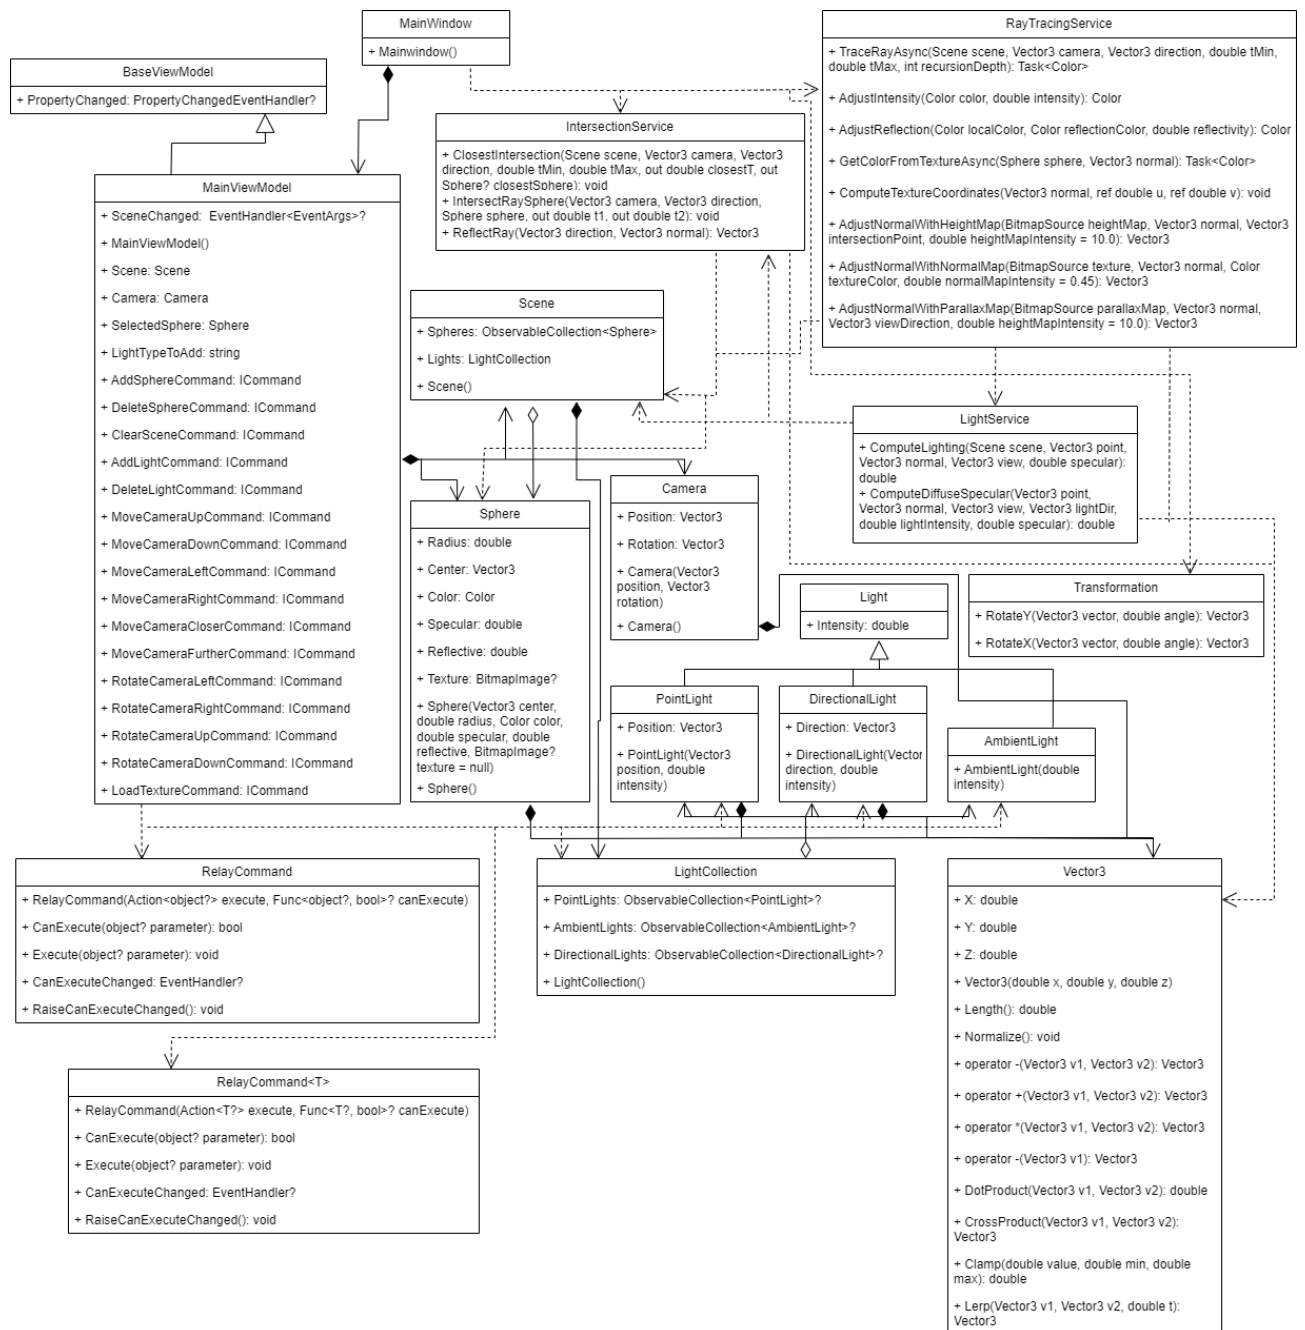 MainWindow
+ Mainwindow()
BaseViewModel
+ PropertyChanged: PropertyChangedEventHandler?
RayTracingService
+ TraceRayAsync(Scene scene, Vector3 camera, Vector3 direction, double tMin,
double tMax, int recursionDepth): Task<Color>
+ AdjustIntensity(Color color, double intensity): Color
+ AdjustReflection(Color localColor, Color reflectionColor, double reflectivity): Color
+ GetColorFromTextureAsync(Sphere sphere, Vector3 normal): Task<Color>
+ ComputeTextureCoordinates(Vector3 normal, ref double u, ref double v): void
+ AdjustNormalWithHeightMap(BitmapSource heightMap, Vector3 normal, Vector3
intersectionPoint, double heightMapIntensity = 10.0): Vector3
+ AdjustNormalWithNormalMap(BitmapSource texture, Vector3 normal, Color
textureColor, double normalMapIntensity = 0.45): Vector3
+ AdjustNormalWithParallaxMap(BitmapSource parallaxMap, Vector3 normal,
Vector3 viewDirection, double heightMapIntensity = 10.0): Vector3
IntersectionService
+ ClosestIntersection(Scene scene, Vector3 camera, Vector3
direction, double tMin, double tMax, out double closestT, out
Sphere? closestSphere): void
+ IntersectRaySphere(Vector3 camera, Vector3 direction,
Sphere sphere, out double t1, out double t2): void
+ ReflectRay(Vector3 direction, Vector3 normal): Vector3
MainViewModel
+ SceneChanged:  EventHandler<EventArgs>?
+ MainViewModel()
+ Scene: Scene
+ Camera: Camera
+ SelectedSphere: Sphere
+ LightTypeToAdd: string
+ AddSphereCommand: ICommand
+ DeleteSphereCommand: ICommand
+ ClearSceneCommand: ICommand
+ AddLightCommand: ICommand
+ DeleteLightCommand: ICommand
+ MoveCameraUpCommand: ICommand
+ MoveCameraDownCommand: ICommand
+ MoveCameraLeftCommand: ICommand
+ MoveCameraRightCommand: ICommand
+ MoveCameraCloserCommand: ICommand
+ MoveCameraFurtherCommand: ICommand
+ RotateCameraLeftCommand: ICommand
+ RotateCameraRightCommand: ICommand
+ RotateCameraUpCommand: ICommand
+ RotateCameraDownCommand: ICommand
+ LoadTextureCommand: ICommand
Scene
+ Spheres: ObservableCollection<Sphere>
+ Lights: LightCollection
+ Scene()
LightService
+ ComputeLighting(Scene scene, Vector3 point,
Vector3 normal, Vector3 view, double specular):
double
+ ComputeDiffuseSpecular(Vector3 point,
Vector3 normal, Vector3 view, Vector3 lightDir,
double lightIntensity, double specular): double
Sphere
+ Radius: double
+ Center: Vector3
+ Color: Color
+ Specular: double
+ Reflective: double
+ Texture: BitmapImage?
+ Sphere(Vector3 center,
double radius, Color color,
double specular, double
reflective, BitmapImage?
texture = null)
+ Sphere()
Camera
+ Position: Vector3
+ Rotation: Vector3
+ Camera(Vector3
position, Vector3
rotation)
+ Camera()
Light
+ Intensity: double
Transformation
+ RotateY(Vector3 vector, double angle): Vector3
+ RotateX(Vector3 vector, double angle): Vector3
PointLight
+ Position: Vector3
+ PointLight(Vector3
position, double
intensity)
DirectionalLight
+ Direction: Vector3
+ DirectionalLight(Vector
direction, double
intensity)
AmbientLight
+ AmbientLight(double
intensity)
RelayCommand
+ RelayCommand(Action<object?> execute, Func<object?, bool>? canExecute)
+ CanExecute(object? parameter): bool
+ Execute(object? parameter): void
+ CanExecuteChanged: EventHandler?
+ RaiseCanExecuteChanged(): void
LightCollection
+ PointLights: ObservableCollection<PointLight>?
+ AmbientLights: ObservableCollection<AmbientLight>?
+ DirectionalLights: ObservableCollection<DirectionalLight>?
+ LightCollection()
Vector3
+ X: double
+ Y: double
+ Z: double
+ Vector3(double x, double y, double z)
+ Length(): double
+ Normalize(): void
+ operator -(Vector3 v1, Vector3 v2): Vector3
+ operator +(Vector3 v1, Vector3 v2): Vector3
+ operator *(Vector3 v1, Vector3 v2): Vector3
+ operator -(Vector3 v1): Vector3
+ DotProduct(Vector3 v1, Vector3 v2): double
+ CrossProduct(Vector3 v1, Vector3 v2):
Vector3
+ Clamp(double value, double min, double
max): double
+ Lerp(Vector3 v1, Vector3 v2, double t):
Vector3
RelayCommand<T>
+ RelayCommand(Action<T?> execute, Func<T?, bool>? canExecute)
+ CanExecute(object? parameter): bool
+ Execute(object? parameter): void
+ CanExecuteChanged: EventHandler?
+ RaiseCanExecuteChanged(): void